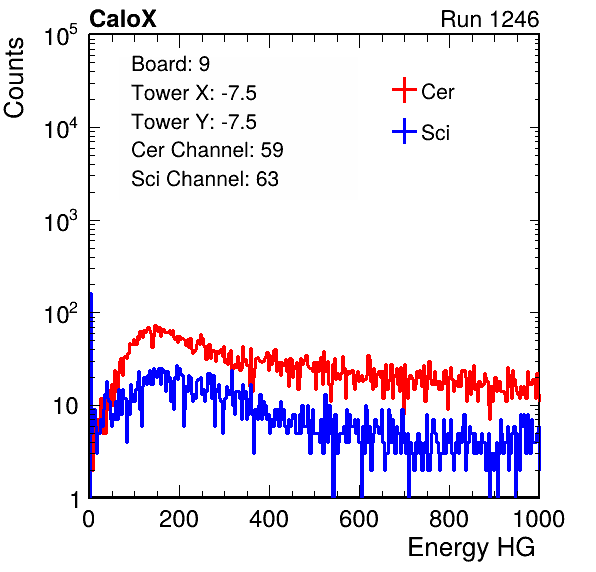 CaloX Run 1246
Counts
Board: 9
Tower X: -7.5
Tower Y: -7.5
Cer Channel: 59
Sci Channel: 63
Cer
Sci
10^5
10^4
10^3
10^2
10
1
0 200 400 600 800 1000
Energy HG